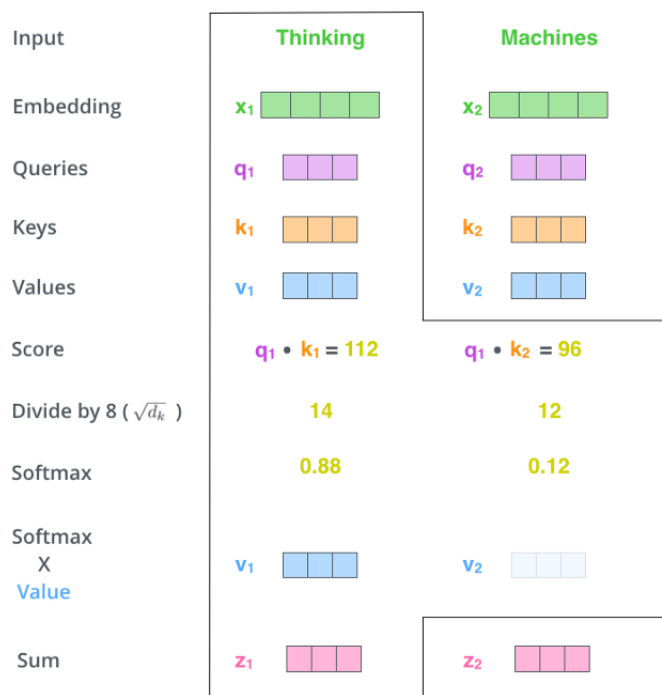 Input Thinking Machines
Embedding x₁ x₂
Queries q₁ q₂
Keys k₁ k₂
Values v₁ v₂
Score q₁ • k₁ = 112 q₁ • k₂ = 96
Divide by 8 ( √dₖ ) 14 12
Softmax 0.88 0.12
Softmax
X
Value v₁ v₂
Sum z₁ z₂